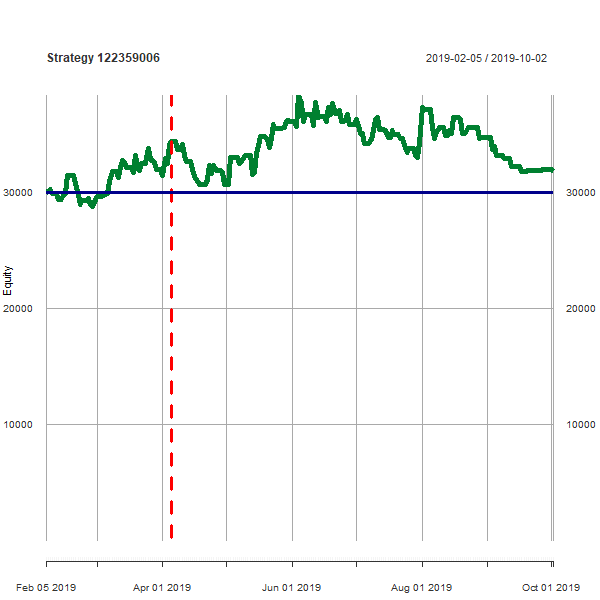 Strategy 122359006
2019-02-05 / 2019-10-02
30000
30000
Equity
20000
20000
10000
10000
Feb 05 2019
Apr 01 2019
Jun 01 2019
Aug 01 2019
Oct 01 2019